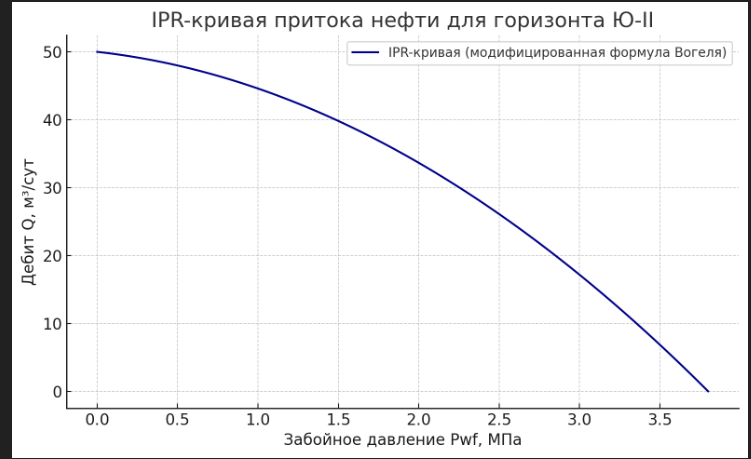 IPR-кривая притока нефти для горизонта Ю-II
IPR-кривая (модифицированная формула Вогеля)
Дебит Q, м³/сут
50
40
30
20
10
0
0.0 0.5 1.0 1.5 2.0 2.5 3.0 3.5
Забойное давление Pwf, МПа